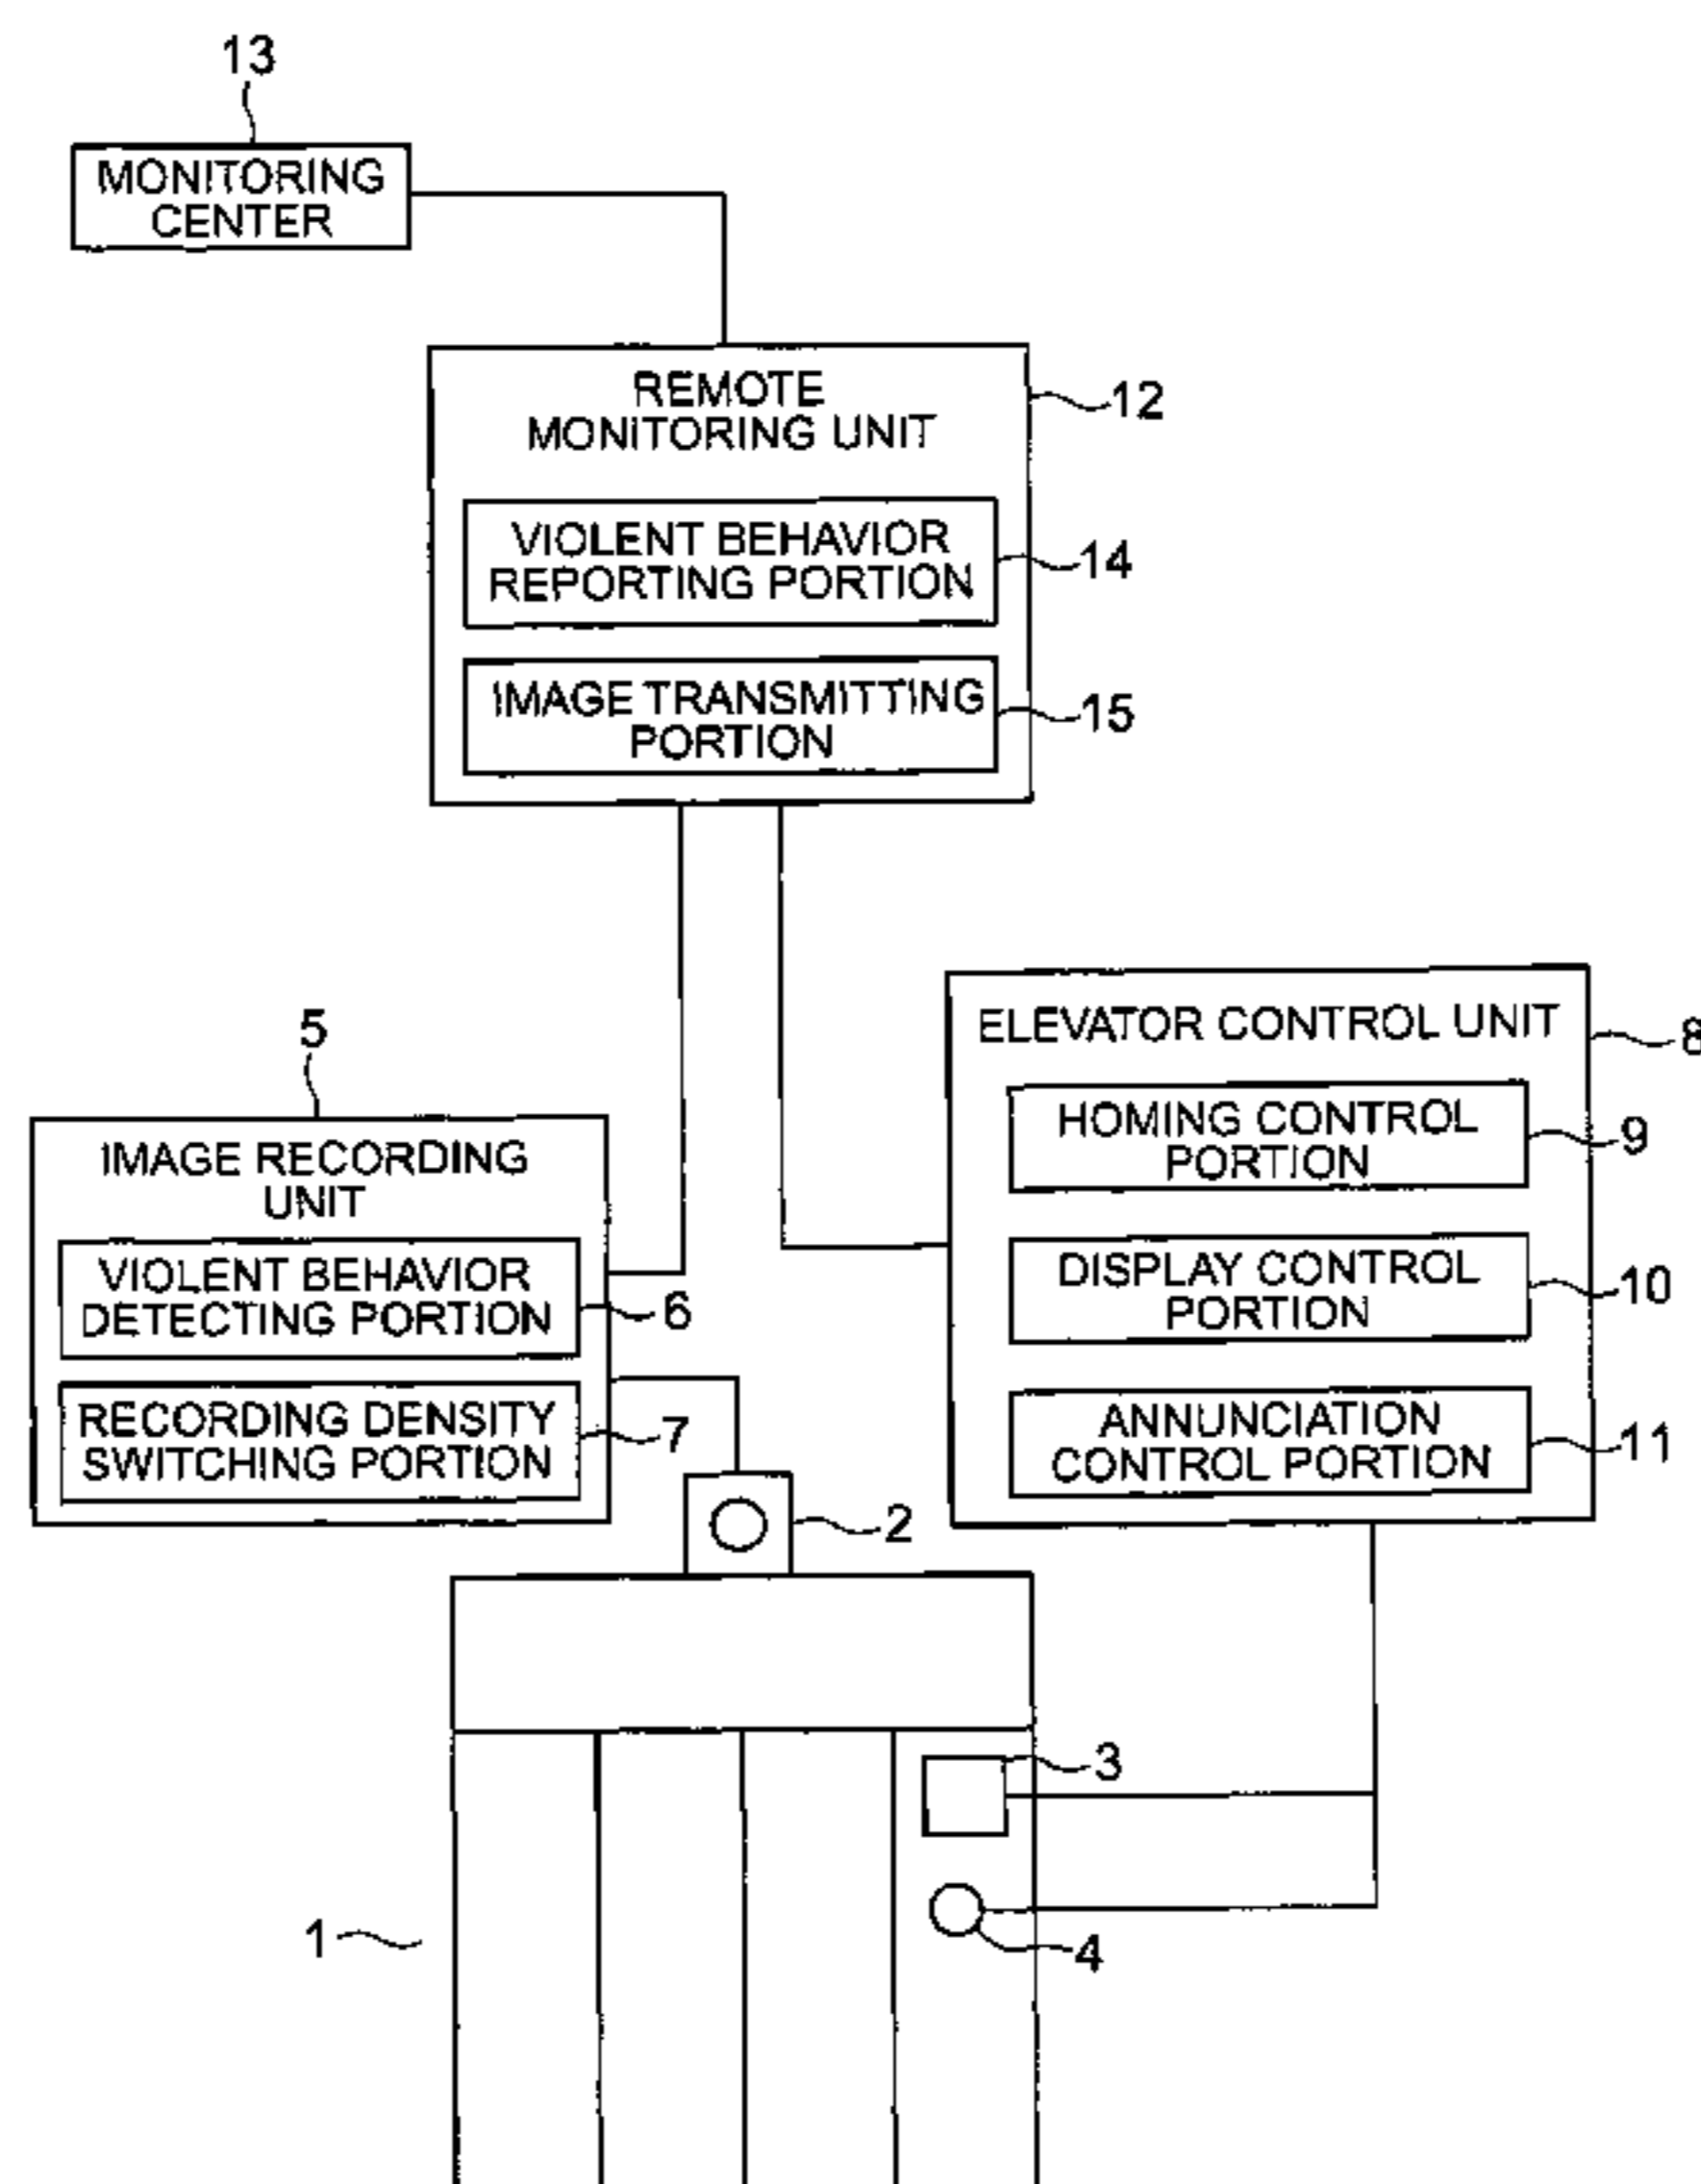 13
MONITORING
CENTER
REMOTE
MONITORING UNIT
12
VIOLENT BEHAVIOR
REPORTING PORTION
14
IMAGE TRANSMITTING
PORTION
15
5
IMAGE RECORDING
UNIT
VIOLENT BEHAVIOR
DETECTING PORTION
6
RECORDING DENSITY
SWITCHING PORTION
7
ELEVATOR CONTROL UNIT
8
HOMING CONTROL
PORTION
9
DISPLAY CONTROL
PORTION
10
ANNUNCIATION
CONTROL PORTION
11
2
3
4
1